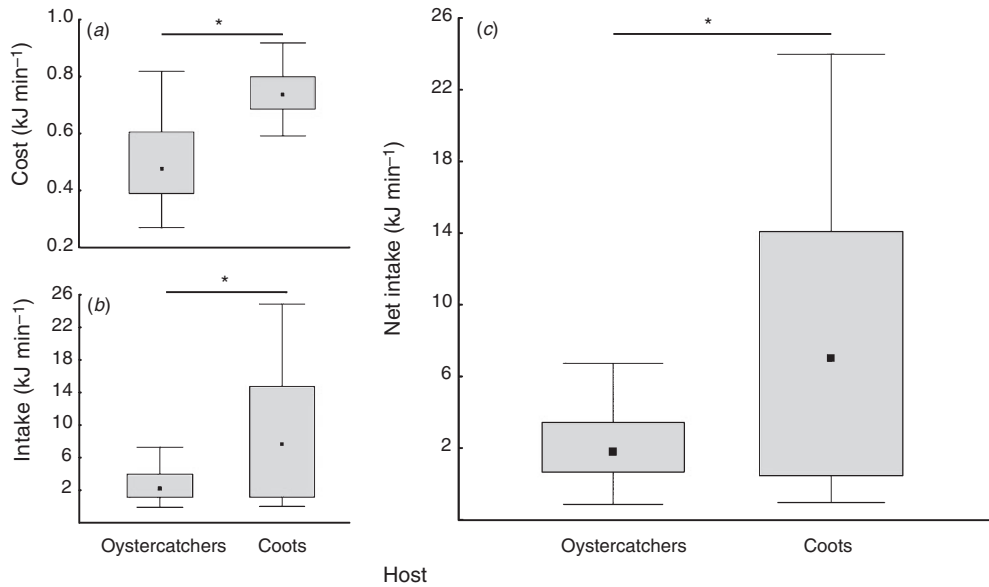 (a)
*
Cost (kJ min⁻¹)
1.0
0.8
0.6
0.4
0.2
(b)
*
Intake (kJ min⁻¹)
26
22
18
14
10
6
2
Oystercatchers
Coots
(c)
*
Net intake (kJ min⁻¹)
26
22
18
14
10
6
2
Oystercatchers
Coots
Host